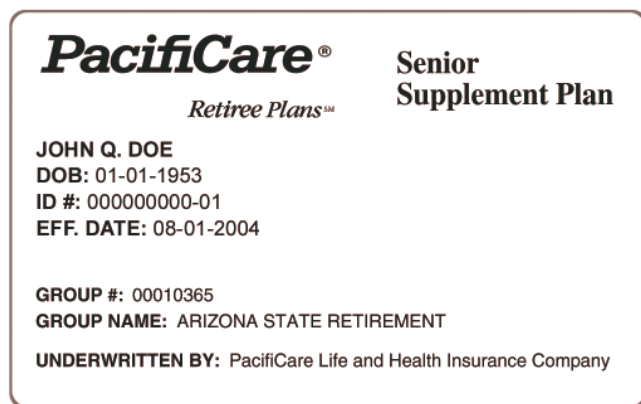 PacifiCare®
Retiree Plans℠
Senior
Supplement Plan
JOHN Q. DOE
DOB: 01-01-1953
ID #: 000000000-01
EFF. DATE: 08-01-2004
GROUP #: 00010365
GROUP NAME: ARIZONA STATE RETIREMENT
UNDERWRITTEN BY: PacifiCare Life and Health Insurance Company